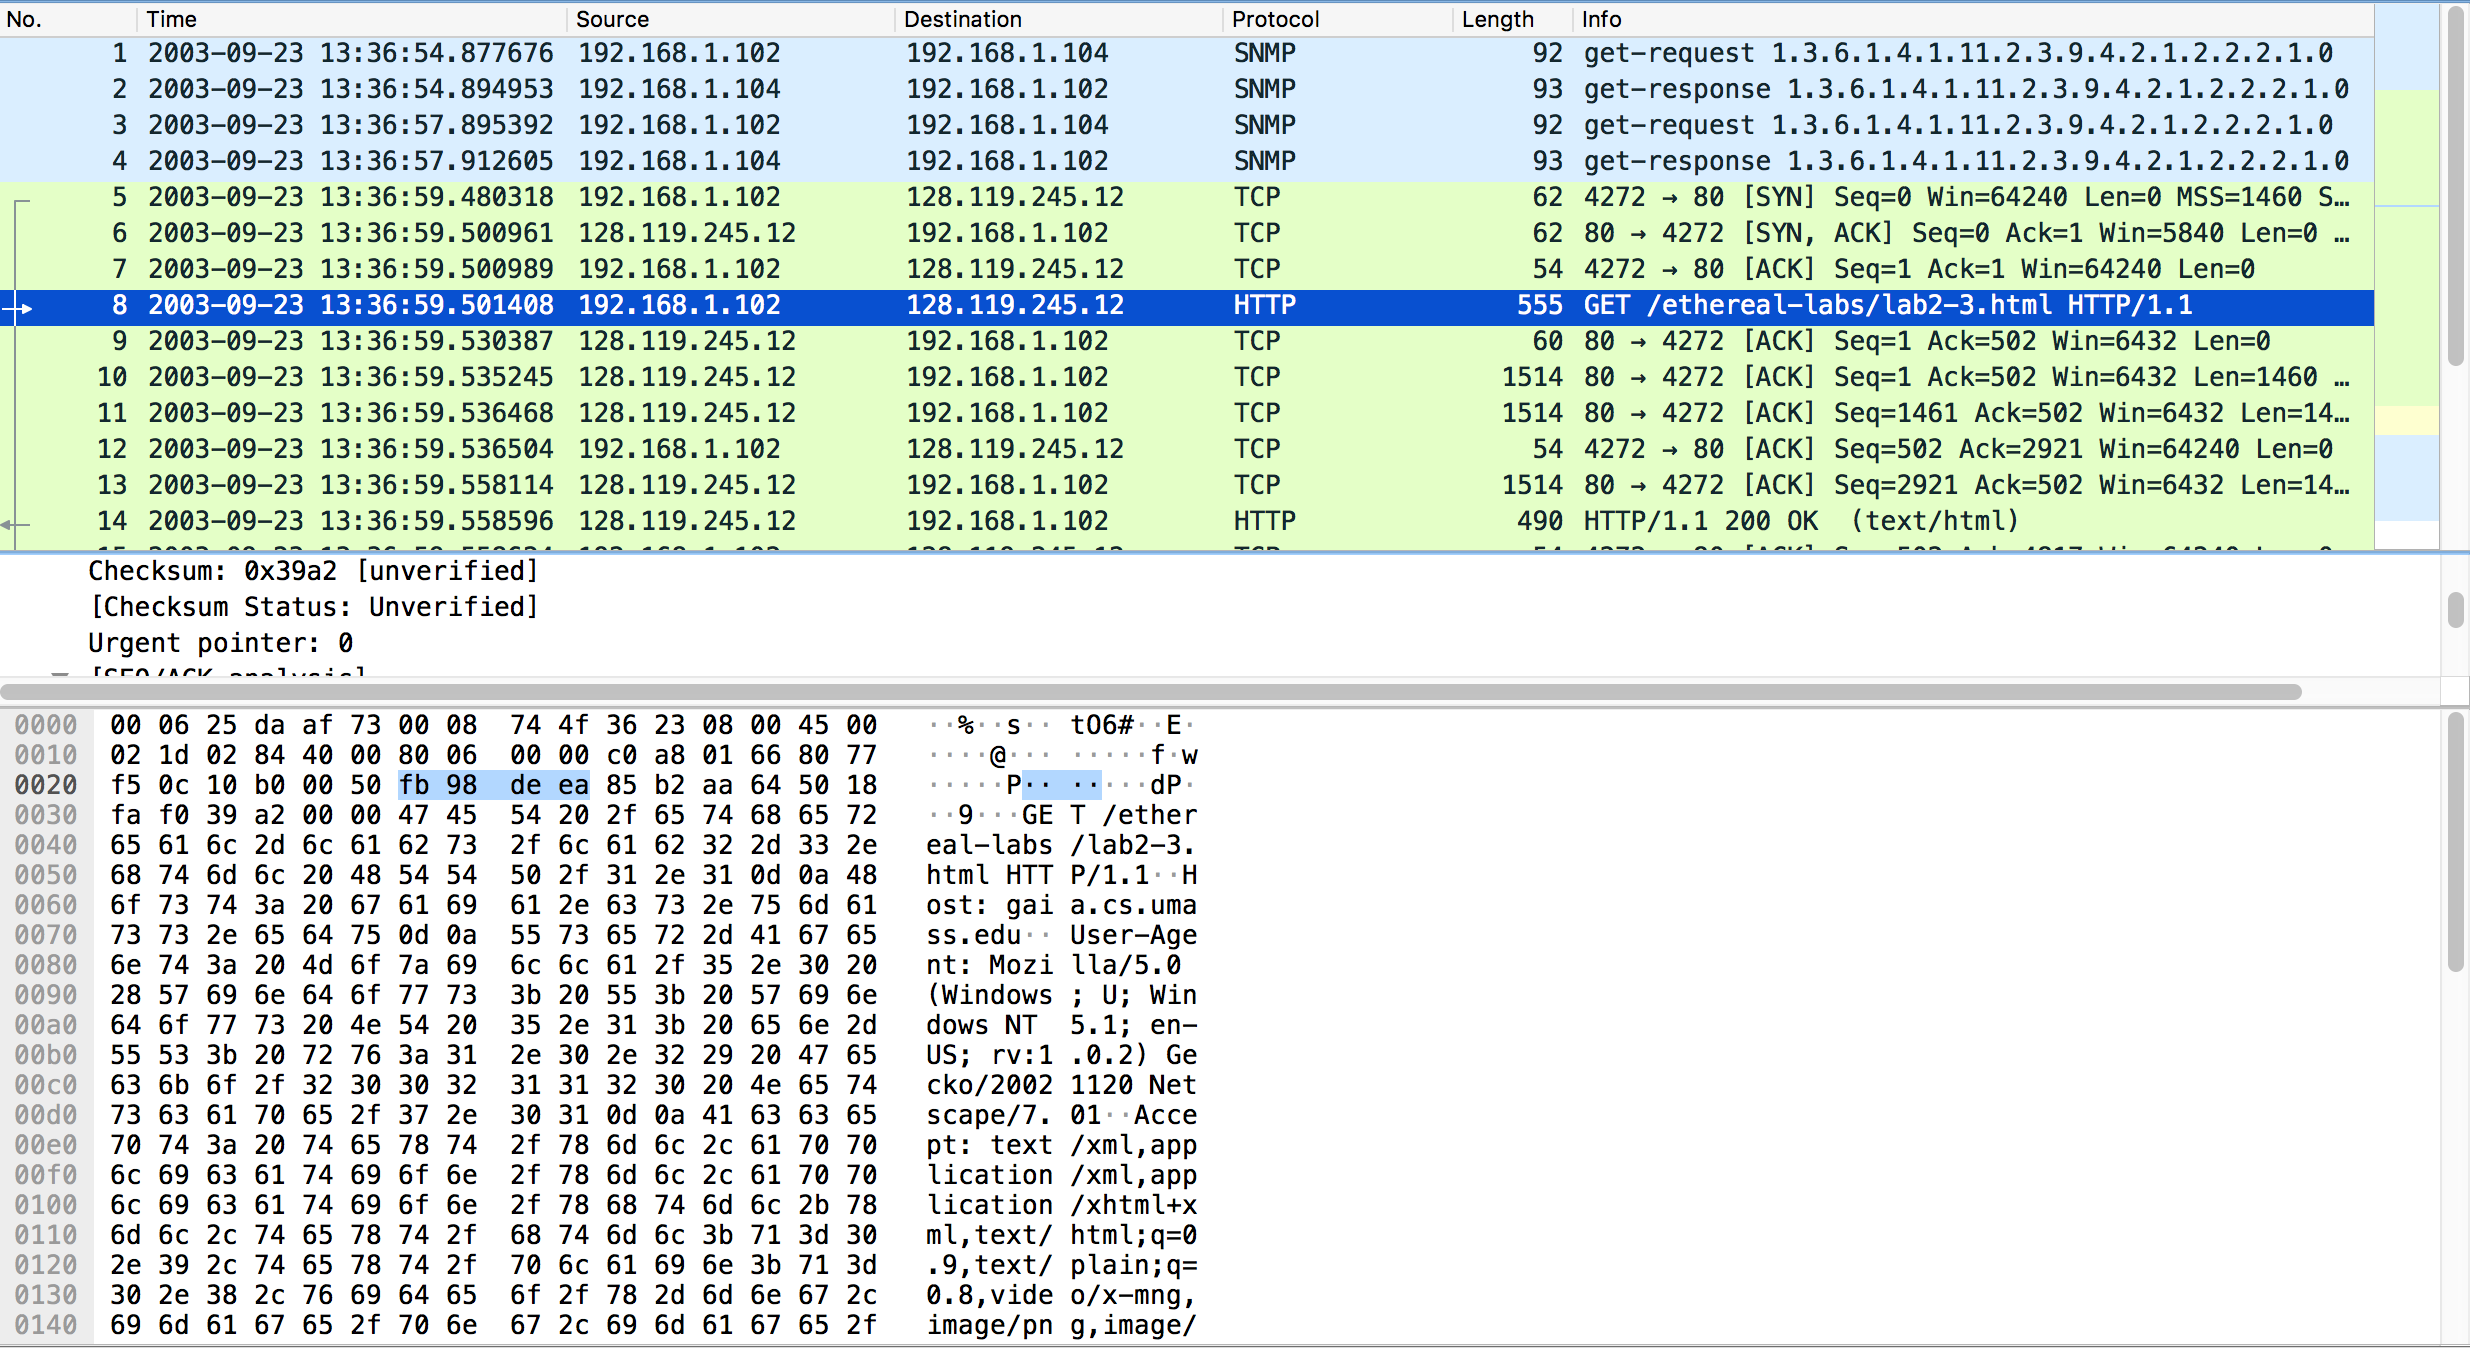 No. Time Source Destination Protocol Length Info
1 2003-09-23 13:36:54.877676 192.168.1.102 192.168.1.104 SNMP 92 get-request 1.3.6.1.4.1.11.2.3.9.4.2.1.2.2.2.1.0
2 2003-09-23 13:36:54.894953 192.168.1.104 192.168.1.102 SNMP 93 get-response 1.3.6.1.4.1.11.2.3.9.4.2.1.2.2.2.1.0
3 2003-09-23 13:36:57.895392 192.168.1.102 192.168.1.104 SNMP 92 get-request 1.3.6.1.4.1.11.2.3.9.4.2.1.2.2.2.1.0
4 2003-09-23 13:36:57.912605 192.168.1.104 192.168.1.102 SNMP 93 get-response 1.3.6.1.4.1.11.2.3.9.4.2.1.2.2.2.1.0
5 2003-09-23 13:36:59.480318 192.168.1.102 128.119.245.12 TCP 62 4272 → 80 [SYN] Seq=0 Win=64240 Len=0 MSS=1460 S…
6 2003-09-23 13:36:59.500961 128.119.245.12 192.168.1.102 TCP 62 80 → 4272 [SYN, ACK] Seq=0 Ack=1 Win=5840 Len=0 …
7 2003-09-23 13:36:59.500989 192.168.1.102 128.119.245.12 TCP 54 4272 → 80 [ACK] Seq=1 Ack=1 Win=64240 Len=0
8 2003-09-23 13:36:59.501408 192.168.1.102 128.119.245.12 HTTP 555 GET /ethereal-labs/lab2-3.html HTTP/1.1
9 2003-09-23 13:36:59.530387 128.119.245.12 192.168.1.102 TCP 60 80 → 4272 [ACK] Seq=1 Ack=502 Win=6432 Len=0
10 2003-09-23 13:36:59.535245 128.119.245.12 192.168.1.102 TCP 1514 80 → 4272 [ACK] Seq=1 Ack=502 Win=6432 Len=1460 …
11 2003-09-23 13:36:59.536468 128.119.245.12 192.168.1.102 TCP 1514 80 → 4272 [ACK] Seq=1461 Ack=502 Win=6432 Len=14…
12 2003-09-23 13:36:59.536504 192.168.1.102 128.119.245.12 TCP 54 4272 → 80 [ACK] Seq=502 Ack=2921 Win=64240 Len=0
13 2003-09-23 13:36:59.558114 128.119.245.12 192.168.1.102 TCP 1514 80 → 4272 [ACK] Seq=2921 Ack=502 Win=6432 Len=14…
14 2003-09-23 13:36:59.558596 128.119.245.12 192.168.1.102 HTTP 490 HTTP/1.1 200 OK  (text/html)
Checksum: 0x39a2 [unverified]
[Checksum Status: Unverified]
Urgent pointer: 0
[SEQ/ACK analysis]
0000 00 06 25 da af 73 00 08 74 4f 36 23 08 00 45 00 ··%··s·· tO6#··E·
0010 02 1d 02 84 40 00 80 06 00 00 c0 a8 01 66 80 77 ····@··· ·····f·w
0020 f5 0c 10 b0 00 50 fb 98 de ea 85 b2 aa 64 50 18 ·····P·· ·····dP·
0030 fa f0 39 a2 00 00 47 45 54 20 2f 65 74 68 65 72 ··9···GE T /ether
0040 65 61 6c 2d 6c 61 62 73 2f 6c 61 62 32 2d 33 2e eal-labs /lab2-3.
0050 68 74 6d 6c 20 48 54 54 50 2f 31 2e 31 0d 0a 48 html HTT P/1.1··H
0060 6f 73 74 3a 20 67 61 69 61 2e 63 73 2e 75 6d 61 ost: gai a.cs.uma
0070 73 73 2e 65 64 75 0d 0a 55 73 65 72 2d 41 67 65 ss.edu·· User-Age
0080 6e 74 3a 20 4d 6f 7a 69 6c 6c 61 2f 35 2e 30 20 nt: Mozi lla/5.0
0090 28 57 69 6e 64 6f 77 73 3b 20 55 3b 20 57 69 6e (Windows ; U; Win
00a0 64 6f 77 73 20 4e 54 20 35 2e 31 3b 20 65 6e 2d dows NT 5.1; en-
00b0 55 53 3b 20 72 76 3a 31 2e 30 2e 32 29 20 47 65 US; rv:1 .0.2) Ge
00c0 63 6b 6f 2f 32 30 30 32 31 31 32 30 20 4e 65 74 cko/2002 1120 Net
00d0 73 63 61 70 65 2f 37 2e 30 31 0d 0a 41 63 63 65 scape/7. 01··Acce
00e0 70 74 3a 20 74 65 78 74 2f 78 6d 6c 2c 61 70 70 pt: text /xml,app
00f0 6c 69 63 61 74 69 6f 6e 2f 78 6d 6c 2c 61 70 70 lication /xml,app
0100 6c 69 63 61 74 69 6f 6e 2f 78 68 74 6d 6c 2b 78 lication /xhtml+x
0110 6d 6c 2c 74 65 78 74 2f 68 74 6d 6c 3b 71 3d 30 ml,text/ html;q=0
0120 2e 39 2c 74 65 78 74 2f 70 6c 61 69 6e 3b 71 3d .9,text/ plain;q=
0130 30 2e 38 2c 76 69 64 65 6f 2f 78 2d 6d 6e 67 2c 0.8,vide o/x-mng,
0140 69 6d 61 67 65 2f 70 6e 67 2c 69 6d 61 67 65 2f image/pn g,image/